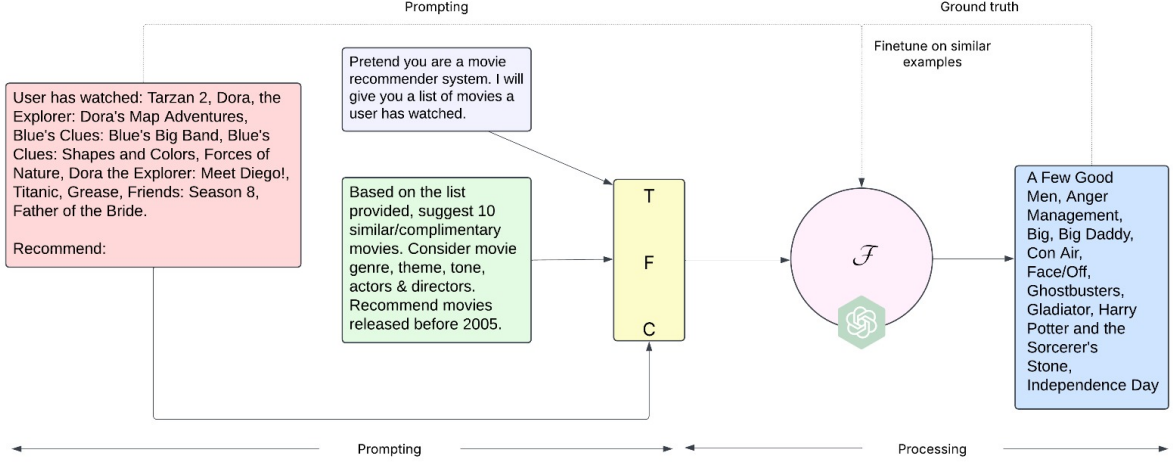 Prompting
Ground truth
Finetune on similar
examples
Pretend you are a movie
recommender system. I will
give you a list of movies a
user has watched.
User has watched: Tarzan 2, Dora, the
Explorer: Dora's Map Adventures,
Blue's Clues: Blue's Big Band, Blue's
Clues: Shapes and Colors, Forces of
Nature, Dora the Explorer: Meet Diego!,
Titanic, Grease, Friends: Season 8,
Father of the Bride.
Recommend:
Based on the list
provided, suggest 10
similar/complimentary
movies. Consider movie
genre, theme, tone,
actors & directors.
Recommend movies
released before 2005.
T
F
C
ℱ
A Few Good
Men, Anger
Management,
Big, Big Daddy,
Con Air,
Face/Off,
Ghostbusters,
Gladiator, Harry
Potter and the
Sorcerer's
Stone,
Independence Day
Prompting
Processing